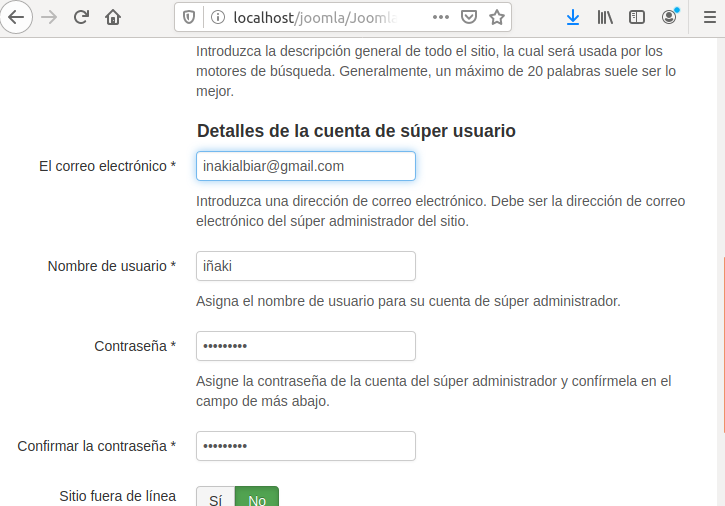 localhost/joomla/Joomla
Introduzca la descripción general de todo el sitio, la cual será usada por los
motores de búsqueda. Generalmente, un máximo de 20 palabras suele ser lo
mejor.
Detalles de la cuenta de súper usuario
El correo electrónico * inakialbiar@gmail.com
Introduzca una dirección de correo electrónico. Debe ser la dirección de correo
electrónico del súper administrador del sitio.
Nombre de usuario * iñaki
Asigna el nombre de usuario para su cuenta de súper administrador.
Contraseña * •••••••••
Asigne la contraseña de la cuenta del súper administrador y confírmela en el
campo de más abajo.
Confirmar la contraseña * •••••••••
Sitio fuera de línea Sí No